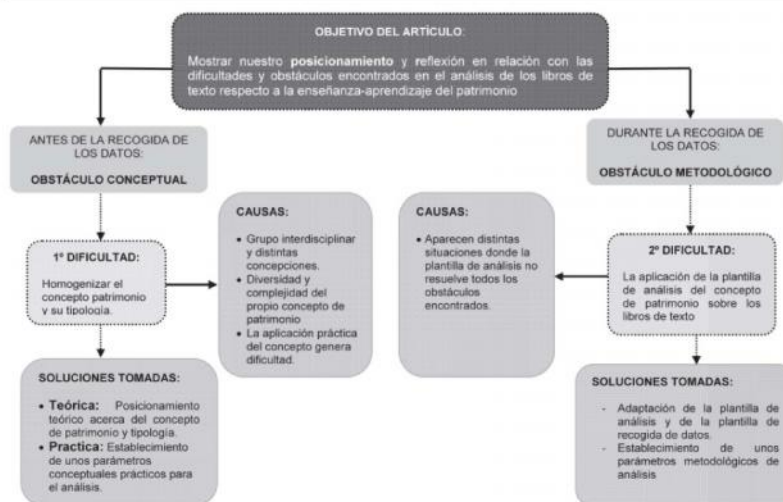 OBJETIVO DEL ARTÍCULO:
Mostrar nuestro posicionamiento y reflexión en relación con las
dificultades y obstáculos encontrados en el análisis de los libros de
texto respecto a la enseñanza-aprendizaje del patrimonio
ANTES DE LA RECOGIDA DE
LOS DATOS:
OBSTÁCULO CONCEPTUAL
1º DIFICULTAD:
Homogenizar el
concepto patrimonio
y su tipología.
CAUSAS:
• Grupo interdisciplinar
y distintas
concepciones.
• Diversidad y
complejidad del
propio concepto de
patrimonio
• La aplicación práctica
del concepto genera
dificultad.
SOLUCIONES TOMADAS:
• Teórica: Posicionamiento
teórico acerca del concepto
de patrimonio y tipología.
• Practica: Establecimiento de
unos parámetros
conceptuales prácticos para
el análisis.
DURANTE LA RECOGIDA DE
LOS DATOS:
OBSTÁCULO METODOLÓGICO
2º DIFICULTAD:
La aplicación de la plantilla
de análisis del concepto
de patrimonio sobre los
libros de texto
CAUSAS:
• Aparecen distintas
situaciones donde la
plantilla de análisis no
resuelve todos los
obstáculos
encontrados.
SOLUCIONES TOMADAS:
- Adaptación de la plantilla de
análisis y de la plantilla de
recogida de datos.
- Establecimiento de unos
parámetros metodológicos de
análisis